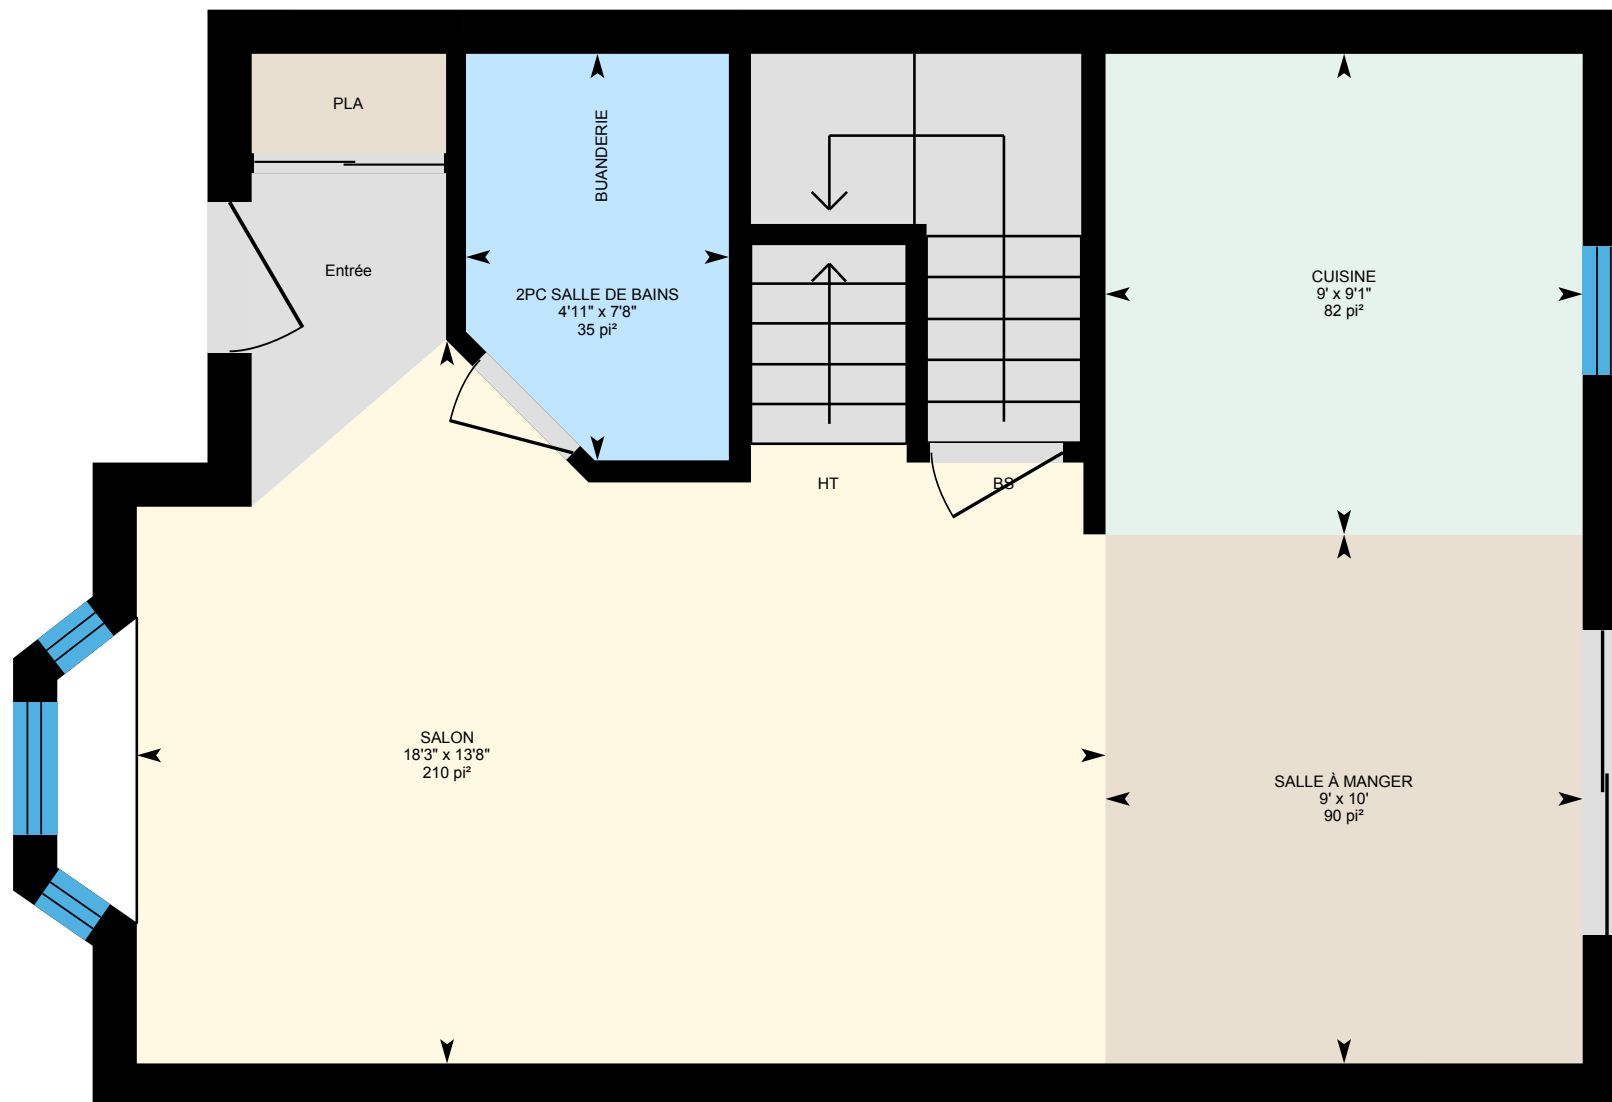 PLA
BUANDERIE
Entrée
2PC SALLE DE BAINS
4'11" x 7'8"
35 pi²
CUISINE
9' x 9'1"
82 pi²
HT
BS
SALON
18'3" x 13'8"
210 pi²
SALLE À MANGER
9' x 10'
90 pi²